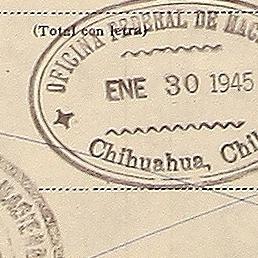 (Total con letra)
OFICINA FEDERAL DE HAC
ENE 30 1945
Chihuahua, Chi